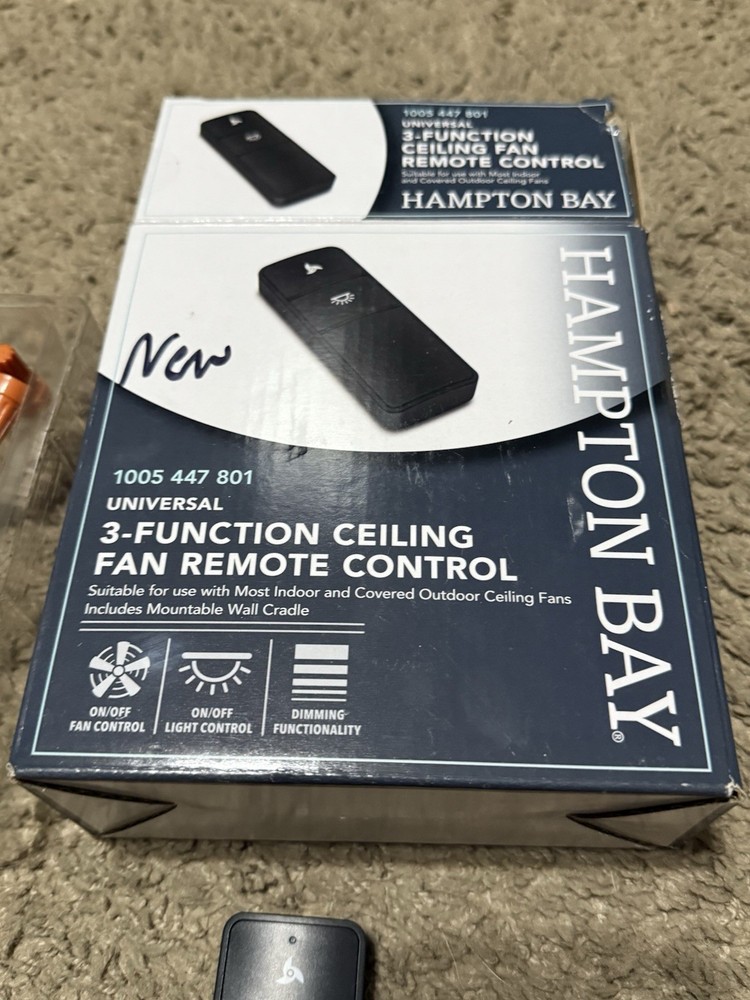 1005 447 801
UNIVERSAL
3-FUNCTION
CEILING FAN
REMOTE CONTROL
Suitable for use with Most Indoor
and Covered Outdoor Ceiling Fans
HAMPTON BAY
New
HAMPTON BAY®
1005 447 801
UNIVERSAL
3-FUNCTION CEILING
FAN REMOTE CONTROL
Suitable for use with Most Indoor and Covered Outdoor Ceiling Fans
Includes Mountable Wall Cradle
ON/OFF
FAN CONTROL
ON/OFF
LIGHT CONTROL
DIMMING
FUNCTIONALITY